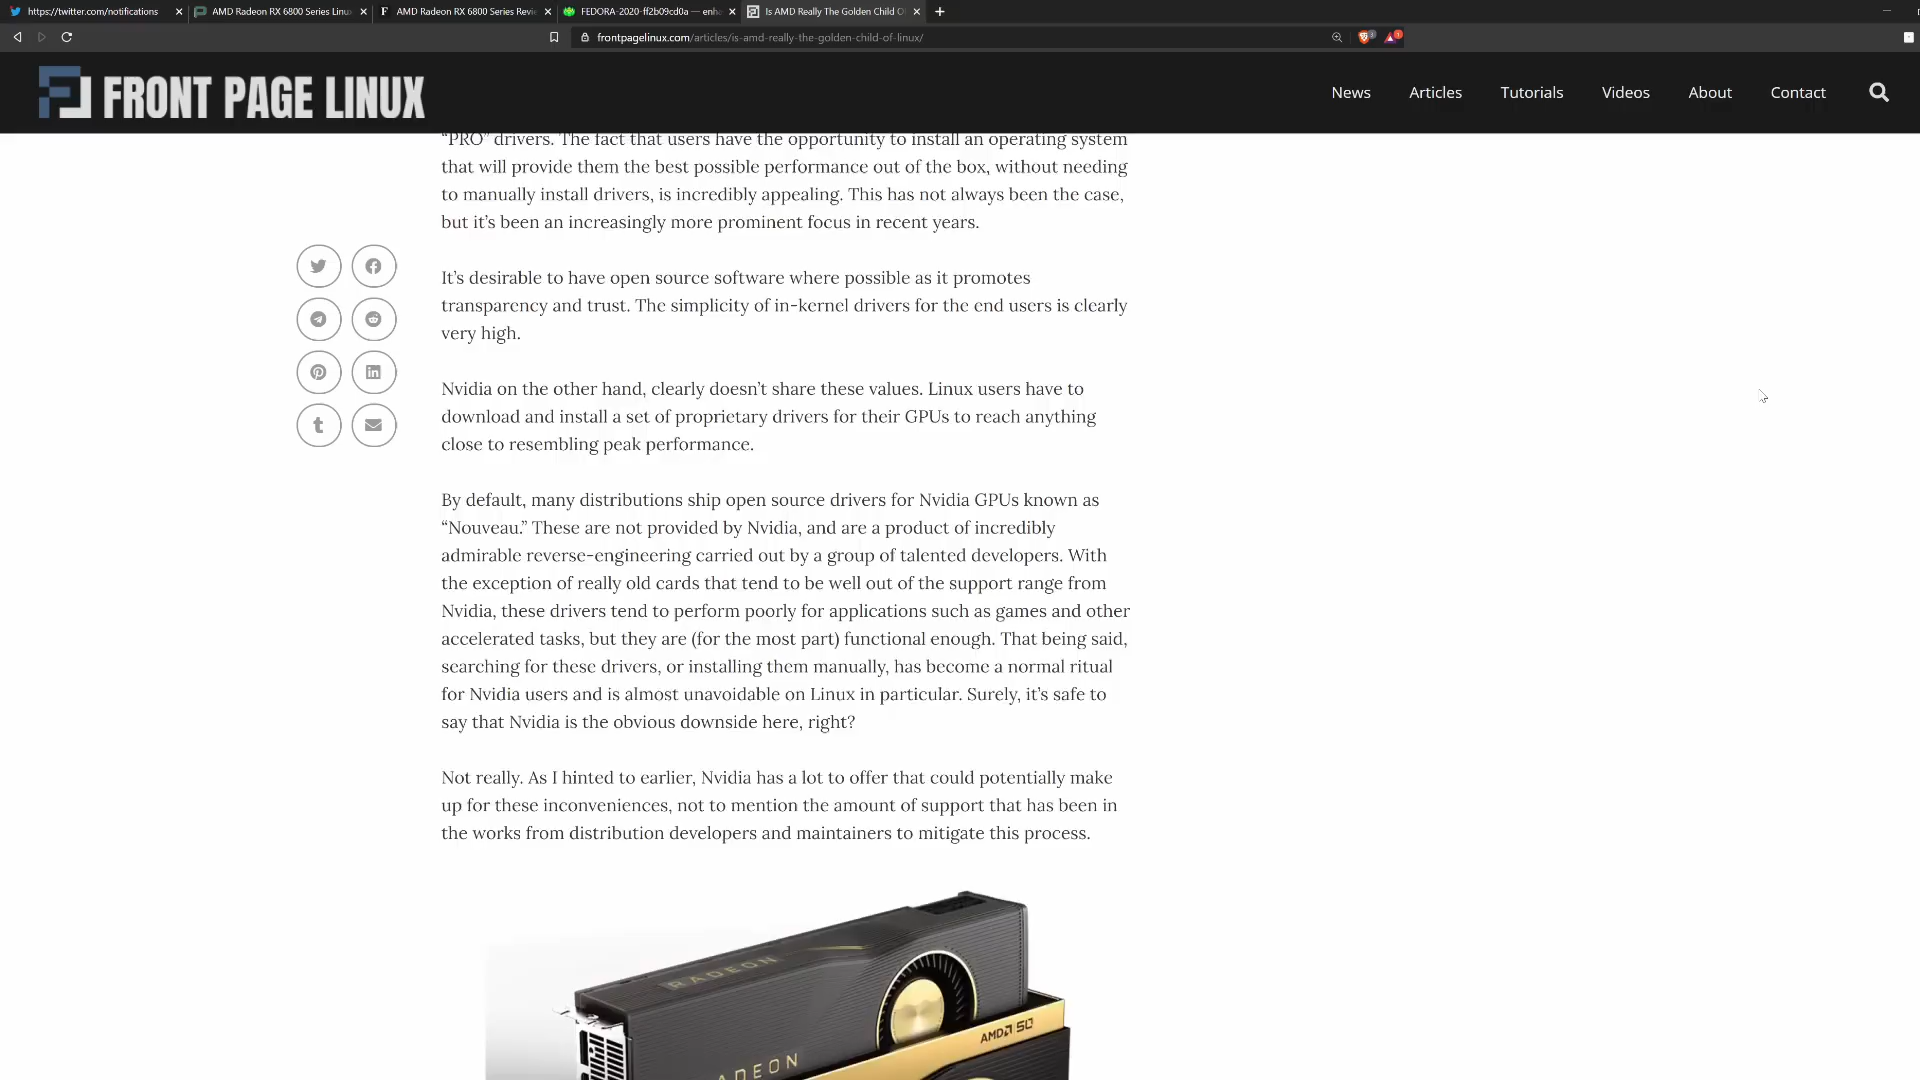 https://twitter.com/notifications
AMD Radeon RX 6800 Series Linu
AMD Radeon RX 6800 Series Revi
FEDORA-2020-ff2b09cd0a — enh
Is AMD Really The Golden Child O
frontpagelinux.com/articles/is-amd-really-the-golden-child-of-linux/
FRONT PAGE LINUX
News
Articles
Tutorials
Videos
About
Contact
“PRO” drivers. The fact that users have the opportunity to install an operating system
that will provide them the best possible performance out of the box, without needing
to manually install drivers, is incredibly appealing. This has not always been the case,
but it’s been an increasingly more prominent focus in recent years.
It’s desirable to have open source software where possible as it promotes
transparency and trust. The simplicity of in-kernel drivers for the end users is clearly
very high.
Nvidia on the other hand, clearly doesn’t share these values. Linux users have to
download and install a set of proprietary drivers for their GPUs to reach anything
close to resembling peak performance.
By default, many distributions ship open source drivers for Nvidia GPUs known as
“Nouveau.” These are not provided by Nvidia, and are a product of incredibly
admirable reverse-engineering carried out by a group of talented developers. With
the exception of really old cards that tend to be well out of the support range from
Nvidia, these drivers tend to perform poorly for applications such as games and other
accelerated tasks, but they are (for the most part) functional enough. That being said,
searching for these drivers, or installing them manually, has become a normal ritual
for Nvidia users and is almost unavoidable on Linux in particular. Surely, it’s safe to
say that Nvidia is the obvious downside here, right?
Not really. As I hinted to earlier, Nvidia has a lot to offer that could potentially make
up for these inconveniences, not to mention the amount of support that has been in
the works from distribution developers and maintainers to mitigate this process.
RADEON
AMD 50
ADEON